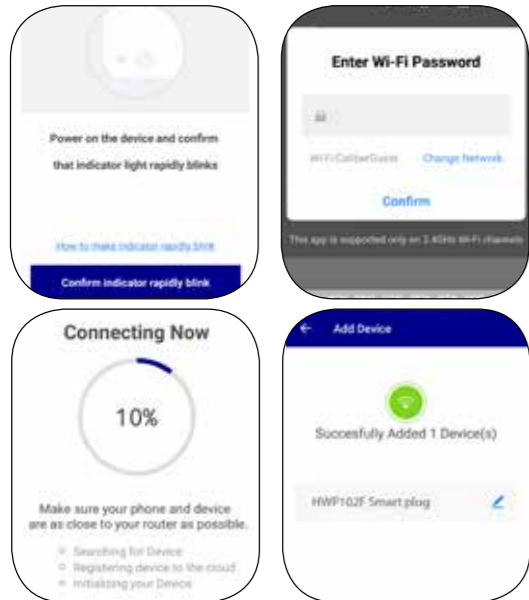 Power on the device and confirm
that indicator light rapidly blinks
How to make indicator rapidly blink
Confirm indicator rapidly blink
Enter Wi-Fi Password
Change Network
Confirm
This app is supported only on 2.4GHz Wi-Fi channels
Connecting Now
10%
Make sure your phone and device
are as close to your router as possible.
Searching for Device
Registering device to the cloud
Initializing your Device
Add Device
Succesfully Added 1 Device(s)
HWP102F Smart plug